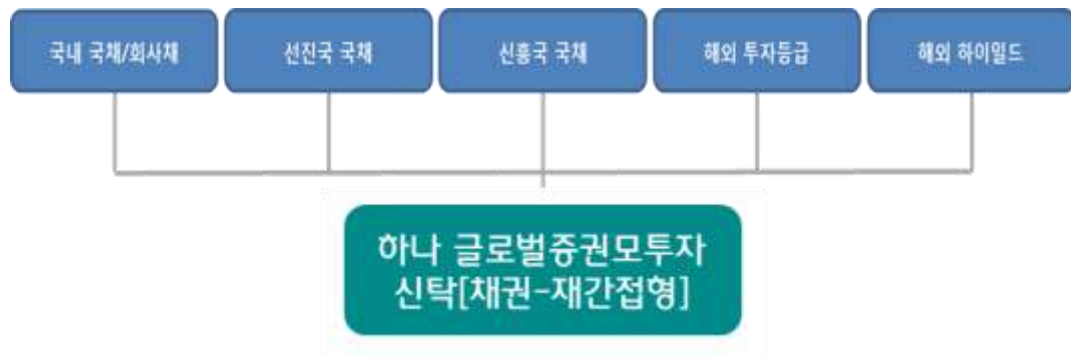 국내 국채/회사채
선진국 국채
신흥국 국채
해외 투자등급
해외 하이일드
하나 글로벌증권모투자
신탁[채권-재간접형]